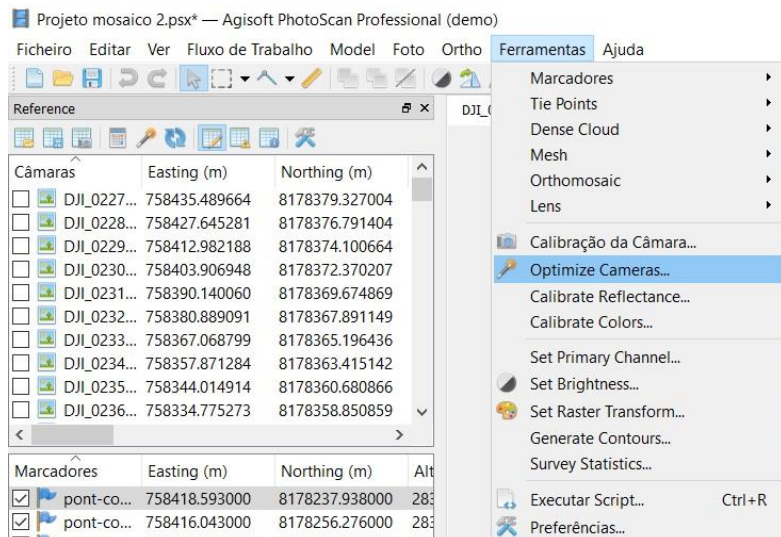 Projeto mosaico 2.psx* — Agisoft PhotoScan Professional (demo)
Ficheiro Editar Ver Fluxo de Trabalho Model Foto Ortho Ferramentas Ajuda
Reference
DJI_0
Câmaras Easting (m) Northing (m)
DJI_0227... 758435.489664 8178379.327004
DJI_0228... 758427.645281 8178376.791404
DJI_0229... 758412.982188 8178374.100664
DJI_0230... 758403.906948 8178372.370207
DJI_0231... 758390.140060 8178369.674869
DJI_0232... 758380.889091 8178367.891149
DJI_0233... 758367.068799 8178365.196436
DJI_0234... 758357.871284 8178363.415142
DJI_0235... 758344.014914 8178360.680866
DJI_0236... 758334.775273 8178358.850859
Marcadores Easting (m) Northing (m) Alt
pont-co... 758418.593000 8178237.938000 283
pont-co... 758416.043000 8178256.276000 283
Marcadores
Tie Points
Dense Cloud
Mesh
Orthomosaic
Lens
Calibração da Câmara...
Optimize Cameras...
Calibrate Reflectance...
Calibrate Colors...
Set Primary Channel...
Set Brightness...
Set Raster Transform...
Generate Contours...
Survey Statistics...
Executar Script... Ctrl+R
Preferências...